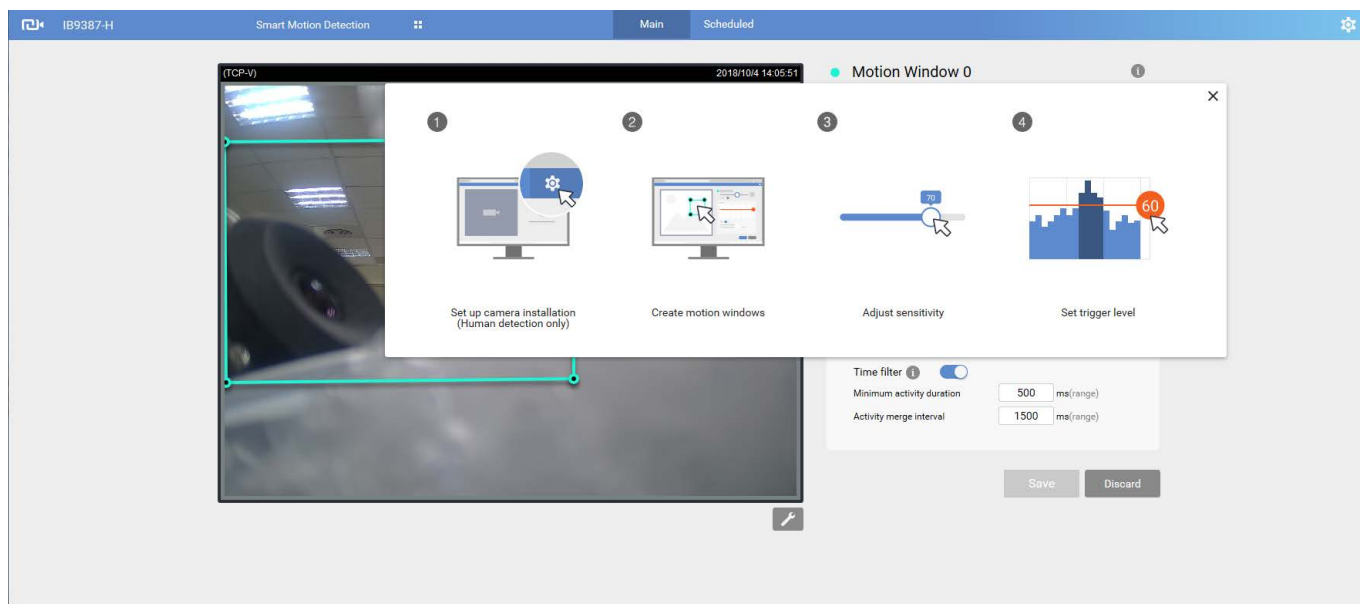 IB9387-H Smart Motion Detection Main Scheduled
(TCP-V) 2018/10/4 14:05:51
Motion Window 0 i
1 2 3 4
70
60
Set up camera installation
(Human detection only)
Create motion windows
Adjust sensitivity
Set trigger level
Time filter i
Minimum activity duration 500 ms(range)
Activity merge interval 1500 ms(range)
Save Discard